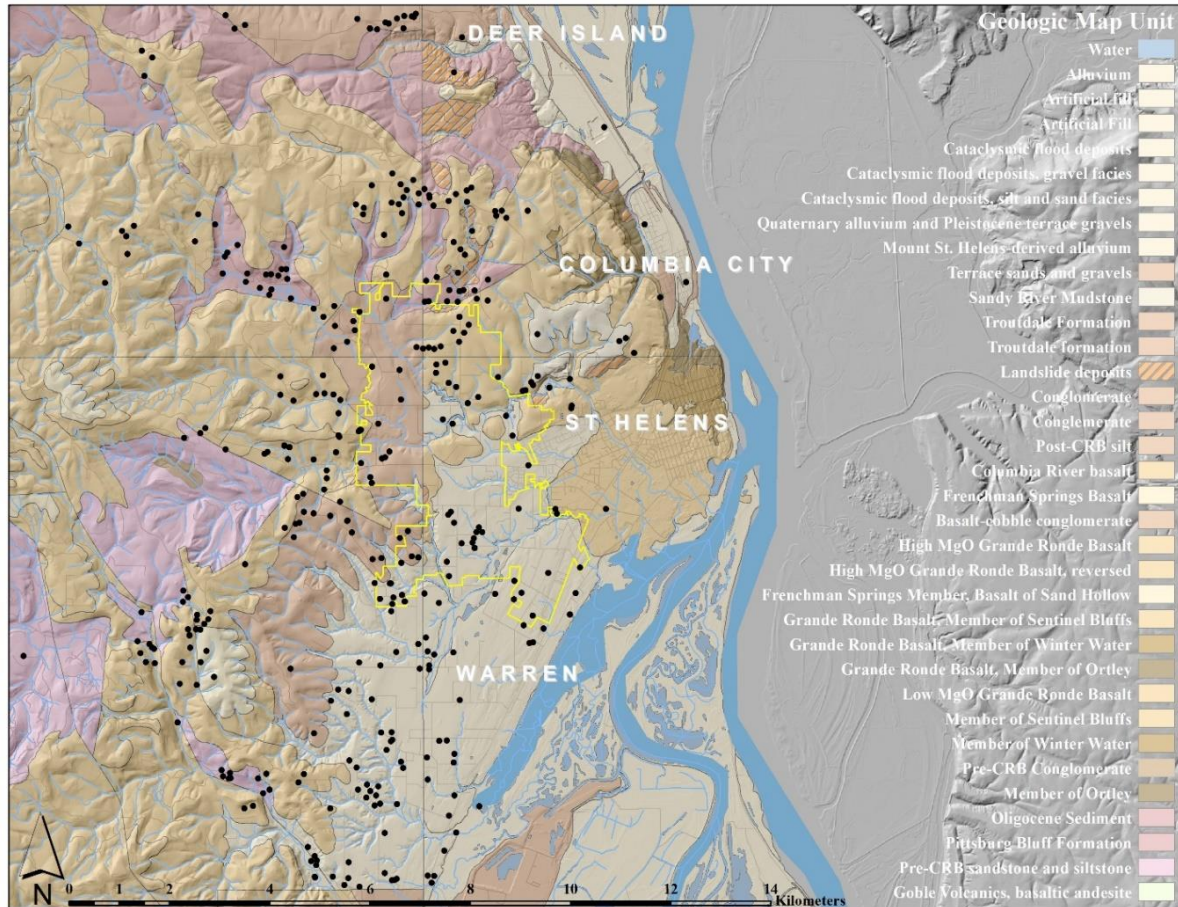 DEER ISLAND
COLUMBIA CITY
ST HELENS
WARREN
N
0 2 4 6 8 10 12 14
Kilometers
Geologic Map Unit
Water
Alluvium
Artificial fill
Artificial Fill
Cataclysmic flood deposits
Cataclysmic flood deposits, gravel facies
Cataclysmic flood deposits, silt and sand facies
Quaternary alluvium and Pleistocene terrace gravels
Mount St. Helens-derived alluvium
Terrace sands and gravels
Sandy River Mudstone
Troutdale Formation
Troutdale formation
Landslide deposits
Conglomerate
Conglemerate
Post-CRB silt
Columbia River basalt
Frenchman Springs Basalt
Basalt-cobble conglomerate
High MgO Grande Ronde Basalt
High MgO Grande Ronde Basalt, reversed
Frenchman Springs Member, Basalt of Sand Hollow
Grande Ronde Basalt, Member of Sentinel Bluffs
Grande Ronde Basalt, Member of Winter Water
Grande Ronde Basalt, Member of Ortley
Low MgO Grande Ronde Basalt
Member of Sentinel Bluffs
Member of Winter Water
Pre-CRB Conglomerate
Member of Ortley
Oligocene Sediment
Pittsburg Bluff Formation
Pre-CRB sandstone and siltstone
Goble Volcanics, basaltic andesite